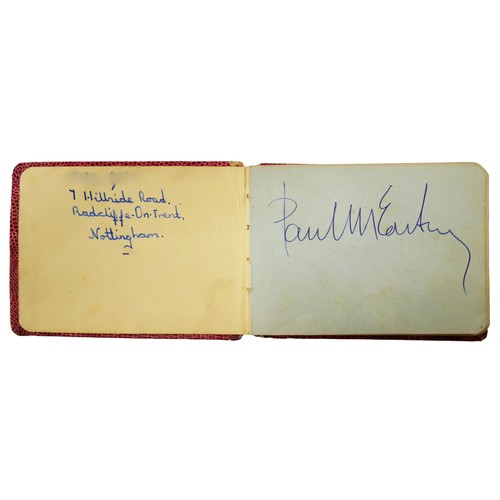 7 Hillside Road,
Radcliffe-On-Trent,
Nottingham.
Paul McCartney